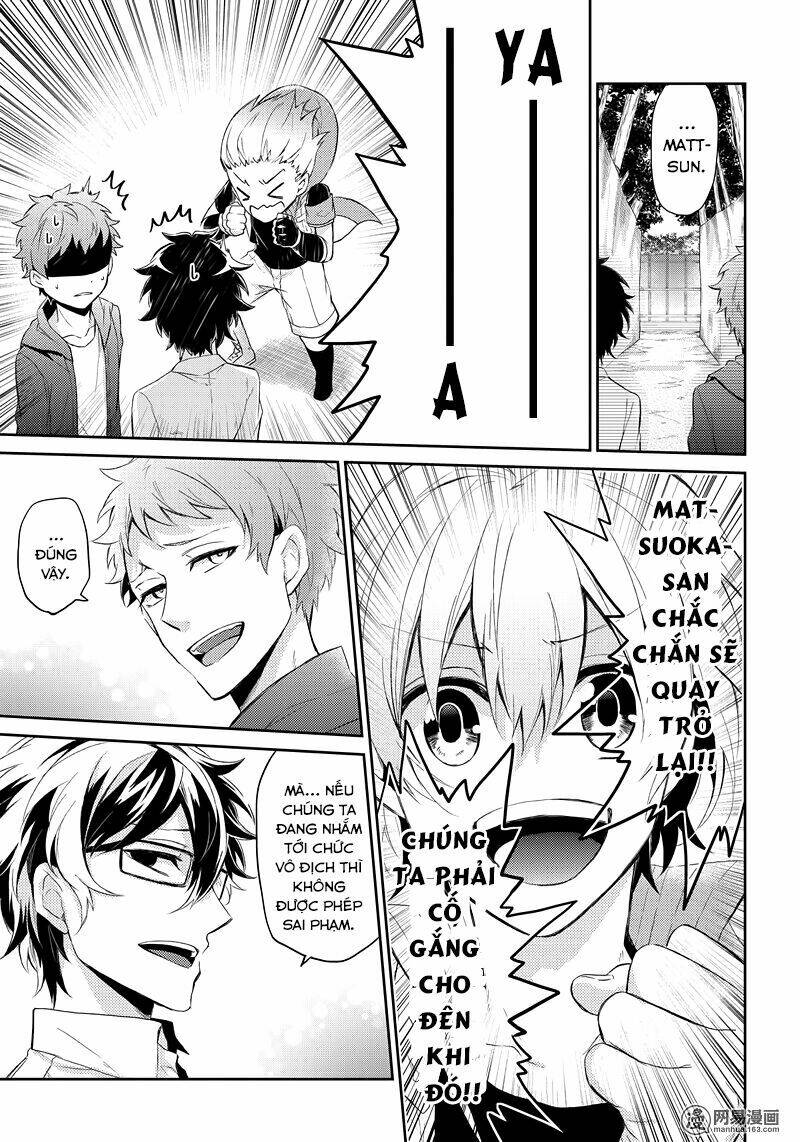 ...
MATT-
SUN.
YA
A
MAT-
SUOKA-
SAN
CHẮC
CHẮN SẼ
QUAY
TRỞ
LẠI!!
CHÚNG
TA PHẢI
CỐ
GẮNG
CHO
ĐẾN
KHI
ĐÓ!!
...
ĐÚNG
VẬY.
MÀ... NẾU
CHÚNG TA
ĐANG NHẮM
TỚI CHỨC
VÔ ĐỊCH THÌ
KHÔNG
ĐƯỢC PHÉP
SAI PHẠM.
网易漫画
manhua.163.com